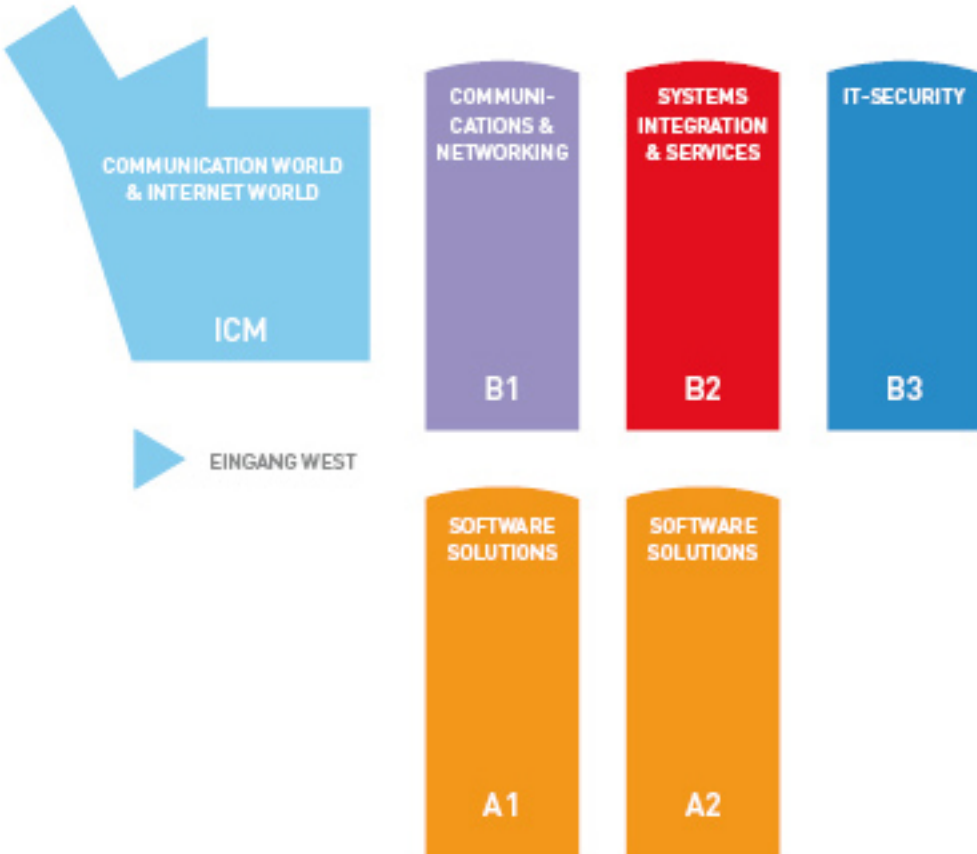 COMMUNICATION WORLD
& INTERNET WORLD
ICM
COMMUNI-
CATIONS &
NETWORKING
B1
SYSTEMS
INTEGRATION
& SERVICES
B2
IT-SECURITY
B3
EINGANG WEST
SOFTWARE
SOLUTIONS
A1
SOFTWARE
SOLUTIONS
A2